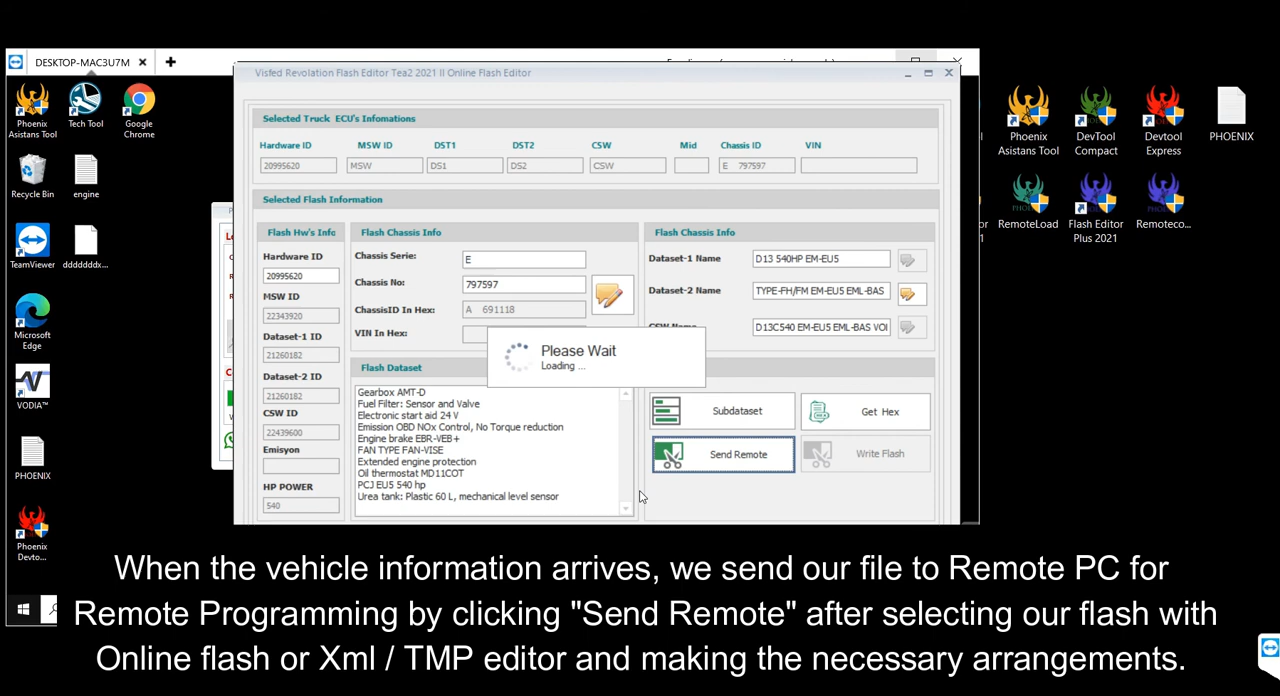 DESKTOP-MAC3U7M
Phoenix Asistans Tool
Tech Tool
Google Chrome
Recycle Bin
engine
TeamViewer
ddddddx...
Microsoft Edge
VODIA™
PHOENIX
Phoenix Devto...
Visfed Revolation Flash Editor Tea2 2021 II Online Flash Editor
Selected Truck ECU's Infomations
Hardware ID MSW ID DST1 DST2 CSW Mid Chassis ID VIN
20995620 MSW DS1 DS2 CSW E 797597
Selected Flash Information
Flash Hw's Info
Hardware ID
20995620
MSW ID
22343920
Dataset-1 ID
21260182
Dataset-2 ID
21260182
CSW ID
22439600
Emisyon
HP POWER
540
Flash Chassis Info
Chassis Serie: E
Chassis No: 797597
ChassisID In Hex: A 691118
VIN In Hex:
Flash Dataset
Gearbox AMT-D
Fuel Filter: Sensor and Valve
Electronic start aid 24 V
Emission OBD NOx Control, No Torque reduction
Engine brake EBR-VEB+
FAN TYPE FAN-VISE
Extended engine protection
Oil thermostat MD11COT
PCJ EU5 540 hp
Urea tank: Plastic 60 L, mechanical level sensor
Flash Chassis Info
Dataset-1 Name D13 540HP EM-EU5
Dataset-2 Name TYPE-FH/FM EM-EU5 EML-BAS
CSW Name D13C540 EM-EU5 EML-BAS VOI
Please Wait
Loading ...
Subdataset
Get Hex
Send Remote
Write Flash
Phoenix Asistans Tool
DevTool Compact
Devtool Express
PHOENIX
RemoteLoad
Flash Editor Plus 2021
Remoteco...
When the vehicle information arrives, we send our file to Remote PC for
Remote Programming by clicking "Send Remote" after selecting our flash with
Online flash or Xml / TMP editor and making the necessary arrangements.